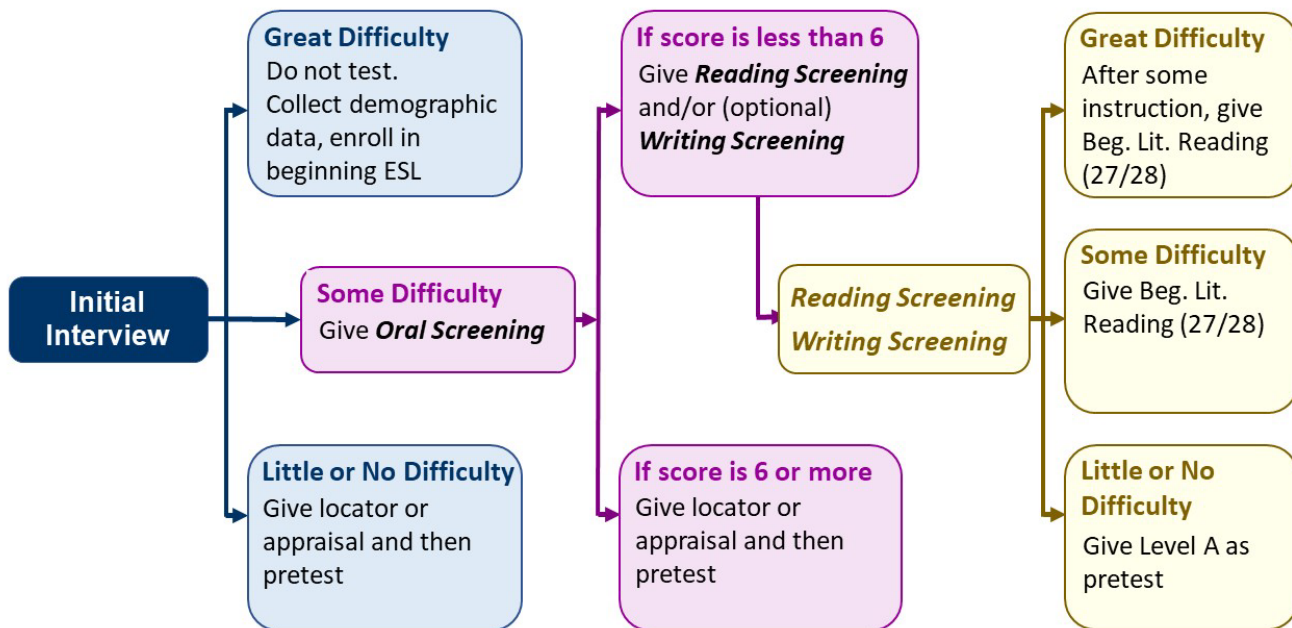 Initial
Interview
Great Difficulty
Do not test.
Collect demographic
data, enroll in
beginning ESL
Some Difficulty
Give Oral Screening
Little or No Difficulty
Give locator or
appraisal and then
pretest
If score is less than 6
Give Reading Screening
and/or (optional)
Writing Screening
If score is 6 or more
Give locator or
appraisal and then
pretest
Reading Screening
Writing Screening
Great Difficulty
After some
instruction, give
Beg. Lit. Reading
(27/28)
Some Difficulty
Give Beg. Lit.
Reading (27/28)
Little or No
Difficulty
Give Level A as
pretest